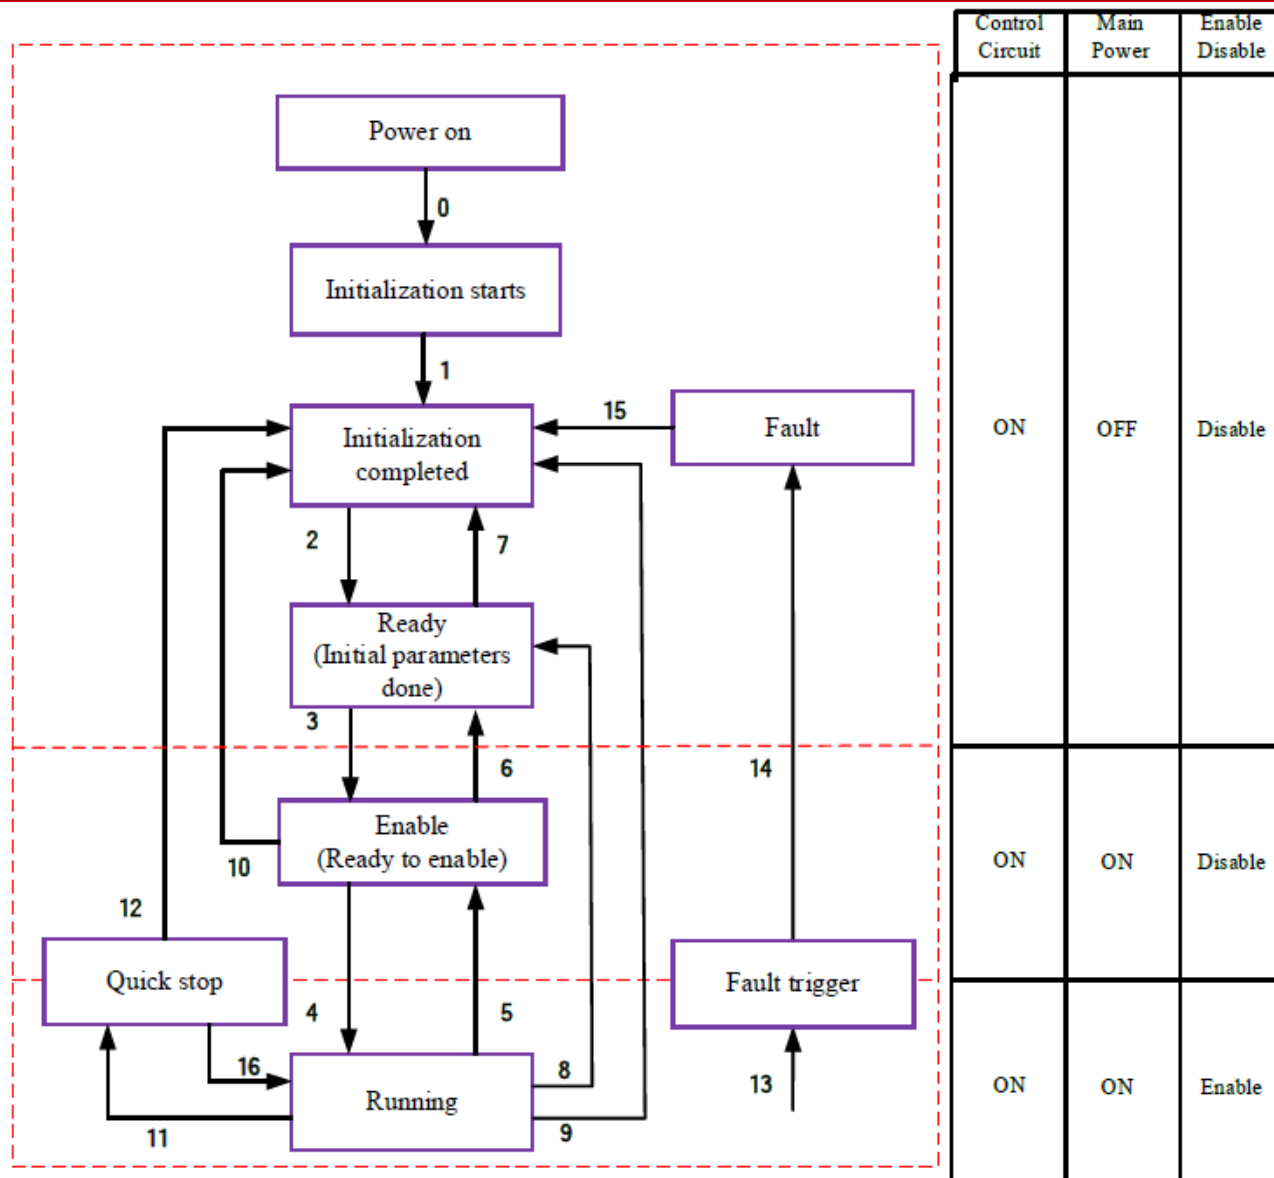 Control Circuit
Main Power
Enable Disable
Power on
0
Initialization starts
1
Initialization
completed
15
Fault
ON
OFF
Disable
2
7
Ready
(Initial parameters
done)
3
6
14
Enable
(Ready to enable)
10
ON
ON
Disable
12
Quick stop
Fault trigger
4
5
16
8
13
Running
11
9
ON
ON
Enable